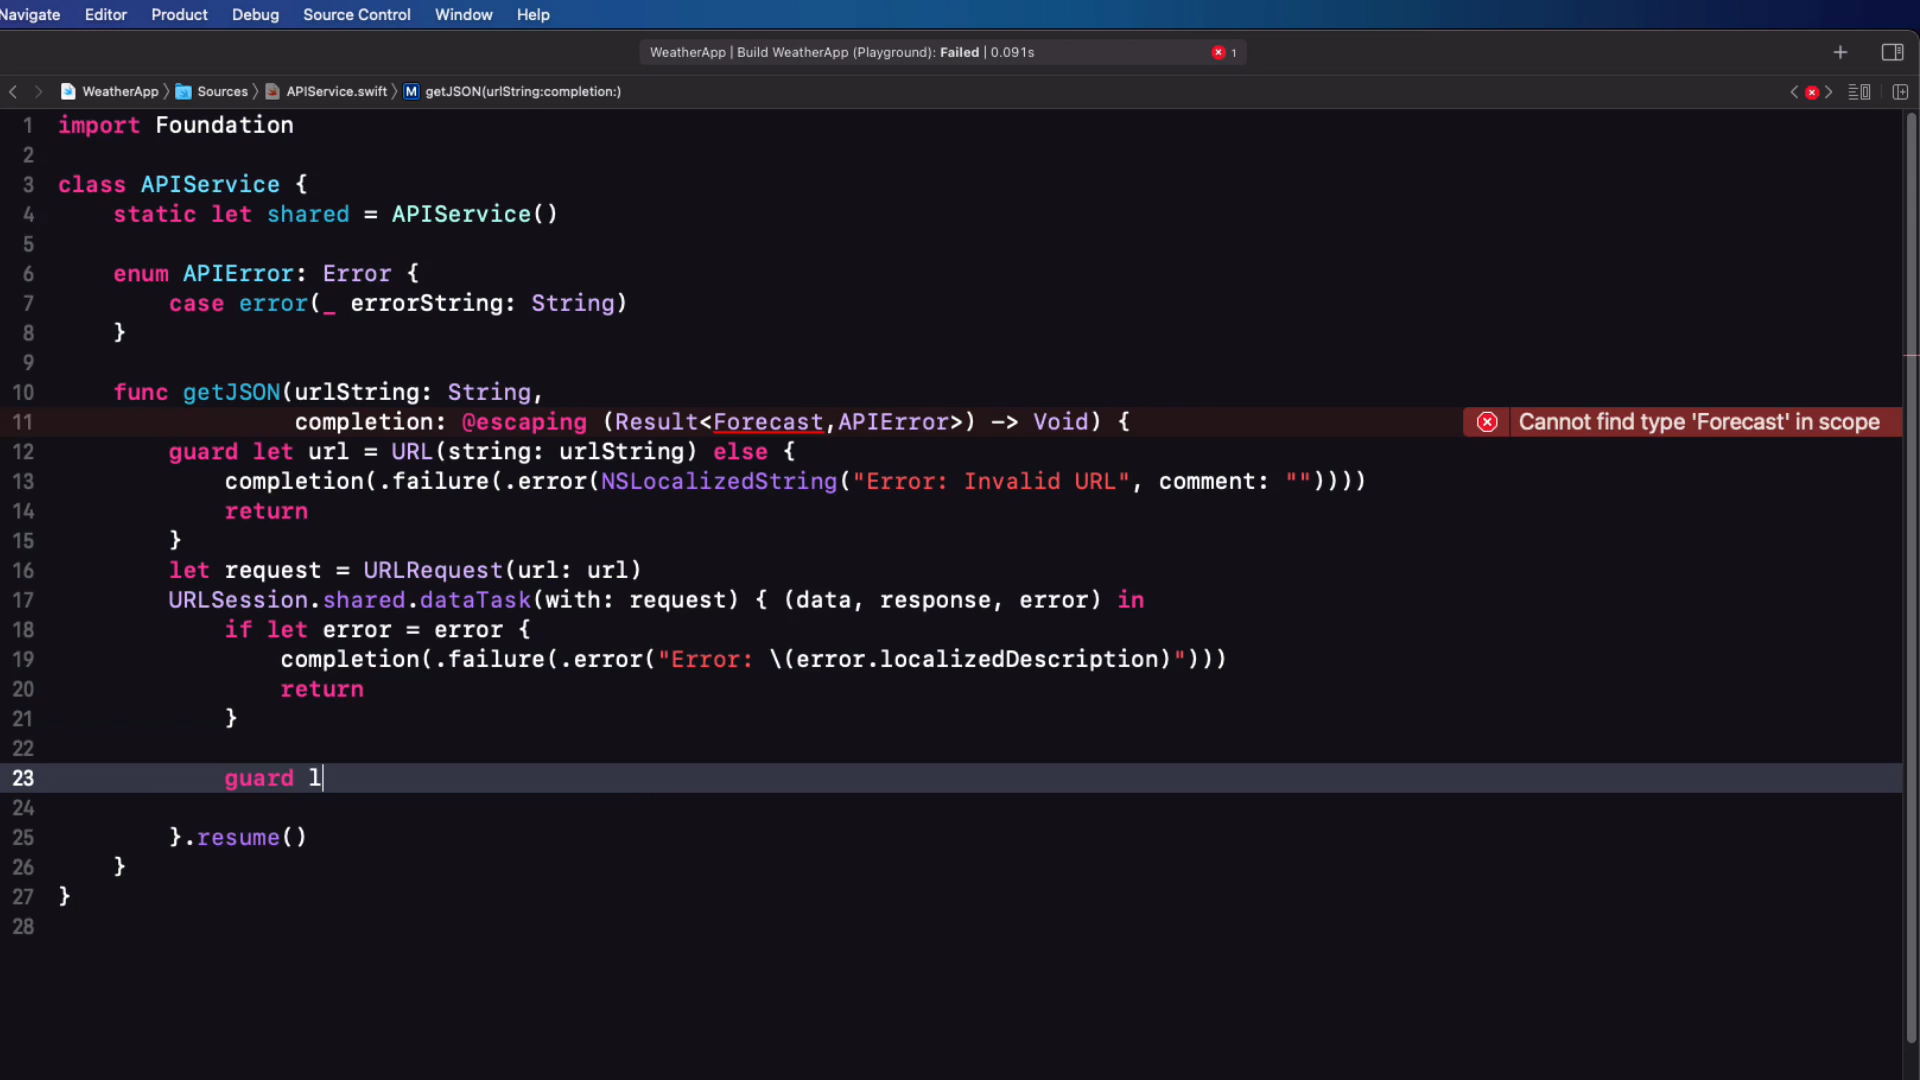 Navigate Editor Product Debug Source Control Window Help
WeatherApp | Build WeatherApp (Playground): Failed | 0.091s 1
WeatherApp Sources APIService.swift M getJSON(urlString:completion:)
1 import Foundation
2
3 class APIService {
4 static let shared = APIService()
5
6 enum APIError: Error {
7 case error(_ errorString: String)
8 }
9
10 func getJSON(urlString: String,
11 completion: @escaping (Result<Forecast,APIError>) -> Void) { Cannot find type 'Forecast' in scope
12 guard let url = URL(string: urlString) else {
13 completion(.failure(.error(NSLocalizedString("Error: Invalid URL", comment: ""))))
14 return
15 }
16 let request = URLRequest(url: url)
17 URLSession.shared.dataTask(with: request) { (data, response, error) in
18 if let error = error {
19 completion(.failure(.error("Error: \(error.localizedDescription)")))
20 return
21 }
22
23 guard l
24
25 }.resume()
26 }
27 }
28